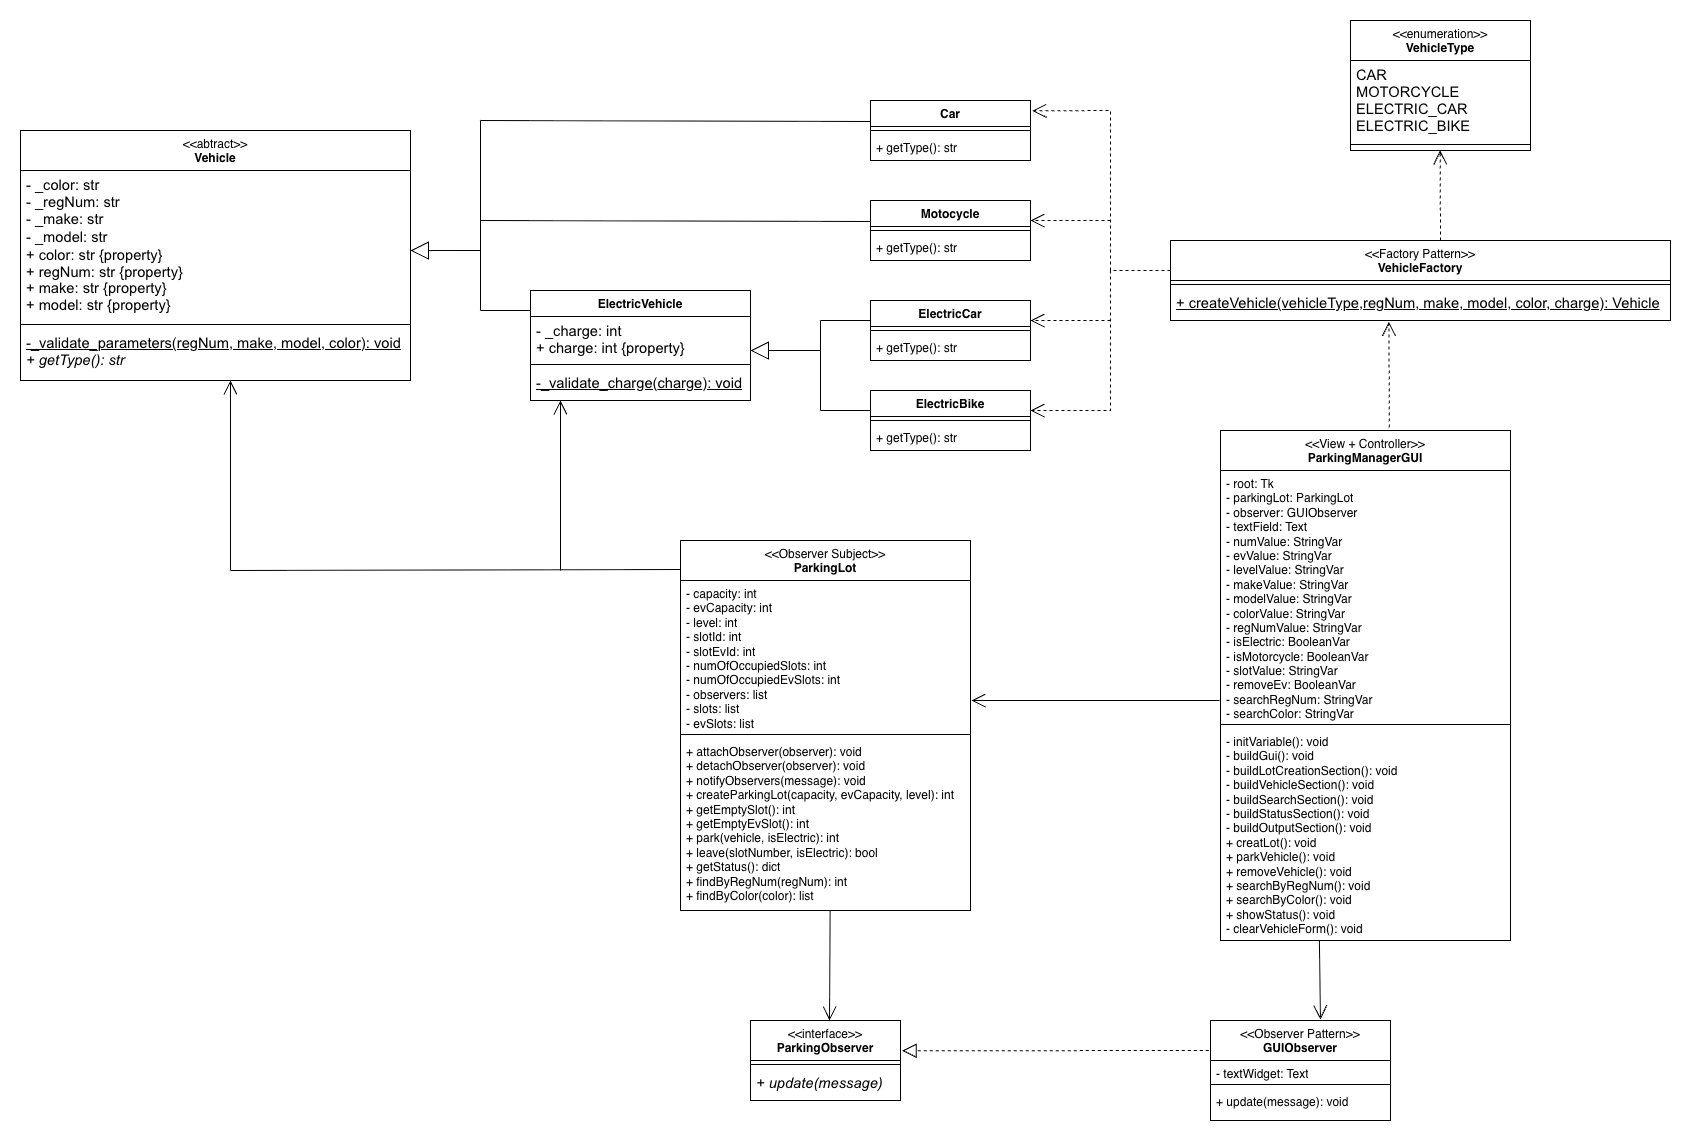 <<enumeration>>
VehicleType
CAR
MOTORCYCLE
ELECTRIC_CAR
ELECTRIC_BIKE
<<abtract>>
Vehicle
- _color: str
- _regNum: str
- _make: str
- _model: str
+ color: str {property}
+ regNum: str {property}
+ make: str {property}
+ model: str {property}
-_validate_parameters(regNum, make, model, color): void
+ getType(): str
Car
+ getType(): str
Motocycle
+ getType(): str
ElectricVehicle
- _charge: int
+ charge: int {property}
-_validate_charge(charge): void
ElectricCar
+ getType(): str
ElectricBike
+ getType(): str
<<Factory Pattern>>
VehicleFactory
+ createVehicle(vehicleType,regNum, make, model, color, charge): Vehicle
<<View + Controller>>
ParkingManagerGUI
- root: Tk
- parkingLot: ParkingLot
- observer: GUIObserver
- textField: Text
- numValue: StringVar
- evValue: StringVar
- levelValue: StringVar
- makeValue: StringVar
- modelValue: StringVar
- colorValue: StringVar
- regNumValue: StringVar
- isElectric: BooleanVar
- isMotorcycle: BooleanVar
- slotValue: StringVar
- removeEv: BooleanVar
- searchRegNum: StringVar
- searchColor: StringVar
- initVariable(): void
- buildGui(): void
- buildLotCreationSection(): void
- buildVehicleSection(): void
- buildSearchSection(): void
- buildStatusSection(): void
- buildOutputSection(): void
+ creatLot(): void
+ parkVehicle(): void
+ removeVehicle(): void
+ searchByRegNum(): void
+ searchByColor(): void
+ showStatus(): void
- clearVehicleForm(): void
<<Observer Subject>>
ParkingLot
- capacity: int
- evCapacity: int
- level: int
- slotId: int
- slotEvId: int
- numOfOccupiedSlots: int
- numOfOccupiedEvSlots: int
- observers: list
- slots: list
- evSlots: list
+ attachObserver(observer): void
+ detachObserver(observer): void
+ notifyObservers(message): void
+ createParkingLot(capacity, evCapacity, level): int
+ getEmptySlot(): int
+ getEmptyEvSlot(): int
+ park(vehicle, isElectric): int
+ leave(slotNumber, isElectric): bool
+ getStatus(): dict
+ findByRegNum(regNum): int
+ findByColor(color): list
<<interface>>
ParkingObserver
+ update(message)
<<Observer Pattern>>
GUIObserver
- textWidget: Text
+ update(message): void